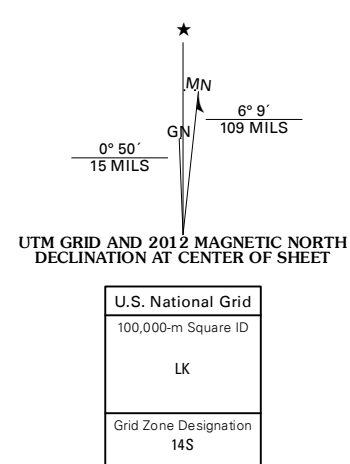 MN
GN
6° 9´
109 MILS
0° 50´
15 MILS
UTM GRID AND 2012 MAGNETIC NORTH
DECLINATION AT CENTER OF SHEET
U.S. National Grid
100,000-m Square ID
LK
Grid Zone Designation
14S